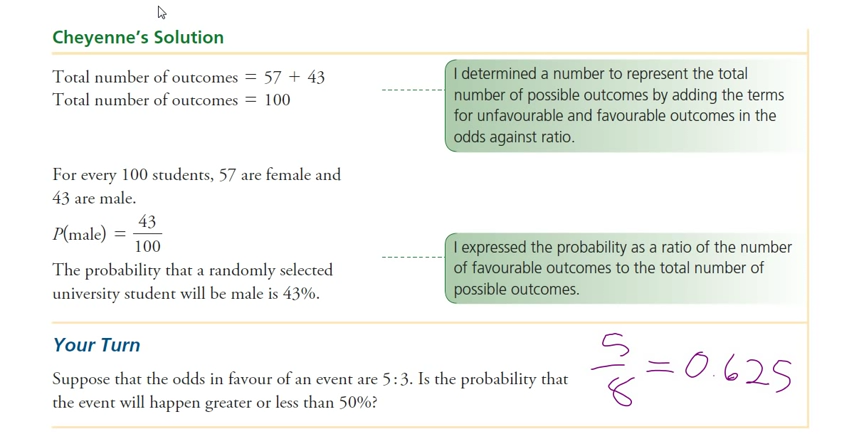 Cheyenne's Solution
Total number of outcomes = 57 + 43
Total number of outcomes = 100
I determined a number to represent the total
number of possible outcomes by adding the terms
for unfavourable and favourable outcomes in the
odds against ratio.
For every 100 students, 57 are female and
43 are male.
P(male) = 43/100
The probability that a randomly selected
university student will be male is 43%.
I expressed the probability as a ratio of the number
of favourable outcomes to the total number of
possible outcomes.
Your Turn
Suppose that the odds in favour of an event are 5:3. Is the probability that
the event will happen greater or less than 50%?
5/8 = 0.625